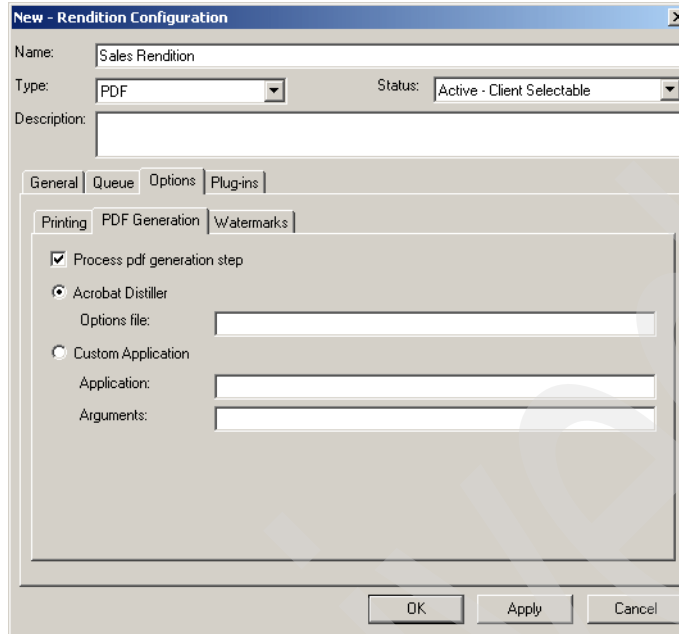 New - Rendition Configuration
Name: Sales Rendition
Type: PDF Status: Active - Client Selectable
Description:
General Queue Options Plug-ins
Printing PDF Generation Watermarks
Process pdf generation step
Acrobat Distiller
Options file:
Custom Application
Application:
Arguments:
OK Apply Cancel